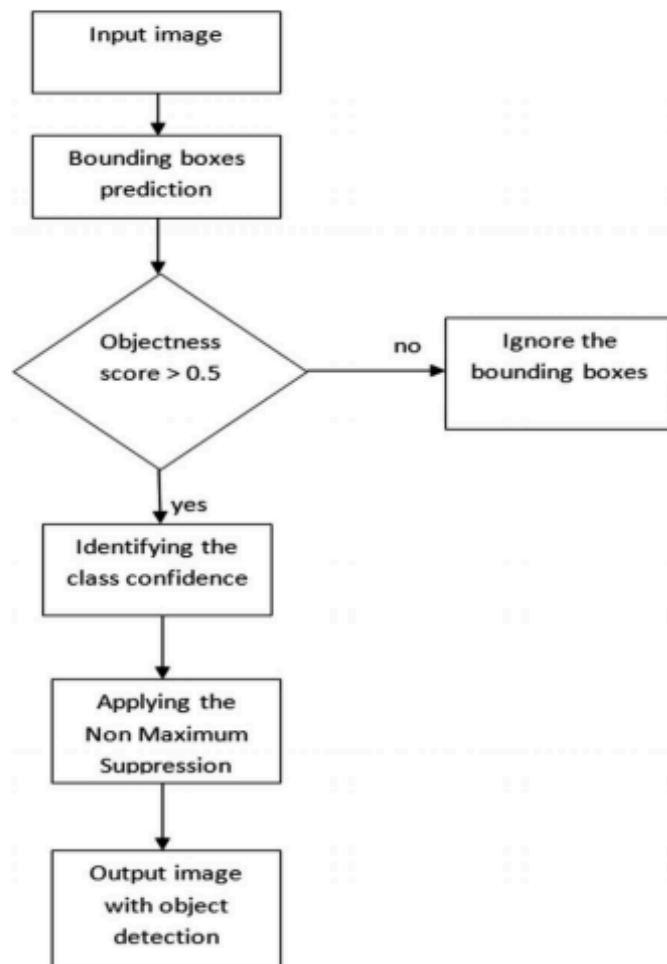 Input image
Bounding boxes
prediction
Objectness
score > 0.5
no
Ignore the
bounding boxes
yes
Identifying the
class confidence
Applying the
Non Maximum
Suppression
Output image
with object
detection